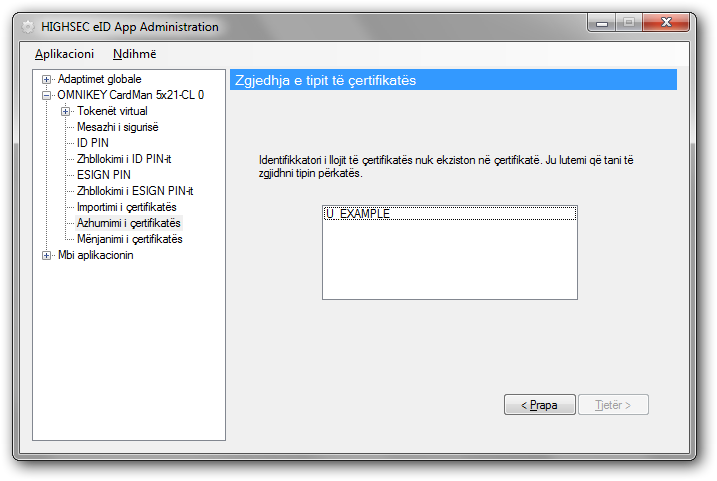 HIGHSEC eID App Administration
Aplikacioni Ndihmë
Adaptimet globale
OMNIKEY CardMan 5x21-CL 0
Tokenët virtual
Mesazhi i sigurisë
ID PIN
Zhbllokimi i ID PIN-it
ESIGN PIN
Zhbllokimi i ESIGN PIN-it
Importimi i çertifikatës
Azhurnimi i çertifikatës
Mënjanimi i çertifikatës
Mbi aplikacionin
Zgjedhja e tipit të çertifikatës
Identifikkatori i llojit të çertifikatës nuk ekziston në çertifikatë. Ju lutemi që tani të
zgjidhni tipin përkatës.
U_EXAMPLE
< Prapa
Tjetër >